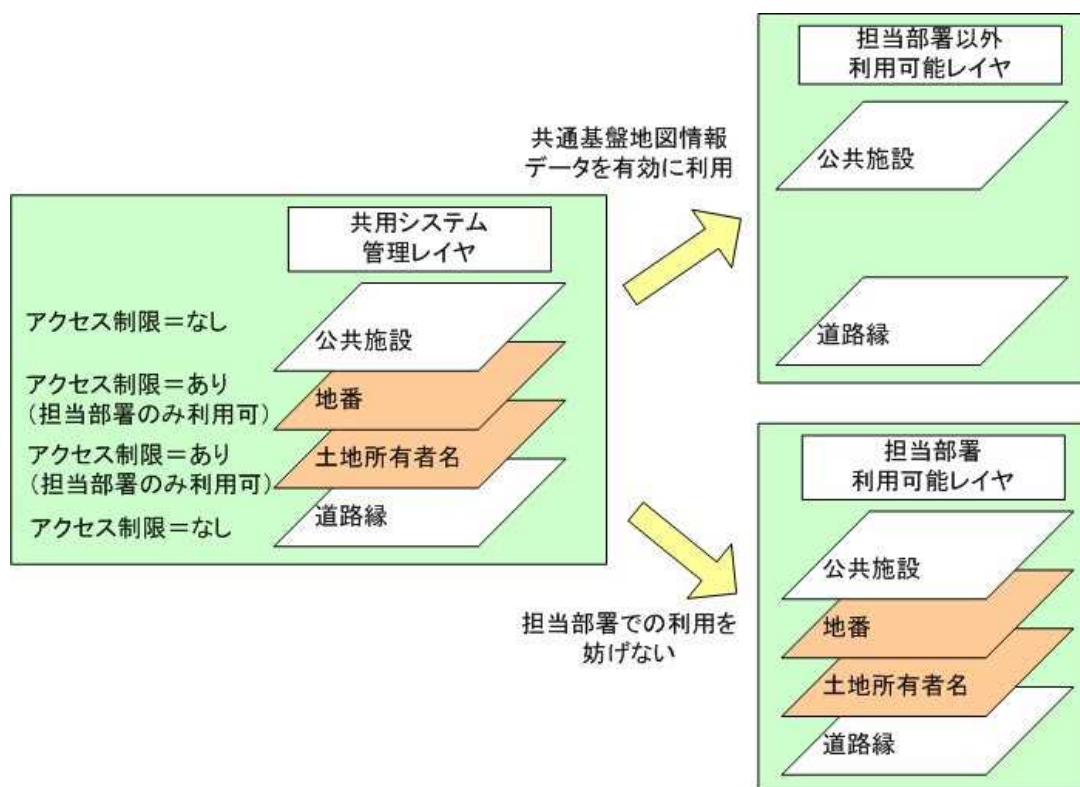 共用システム
管理レイヤ
アクセス制限＝なし
公共施設
アクセス制限＝あり
（担当部署のみ利用可）
地番
アクセス制限＝あり
（担当部署のみ利用可）
土地所有者名
アクセス制限＝なし
道路縁
共通基盤地図情報
データを有効に利用
担当部署以外
利用可能レイヤ
公共施設
道路縁
担当部署での利用を
妨げない
担当部署
利用可能レイヤ
公共施設
地番
土地所有者名
道路縁